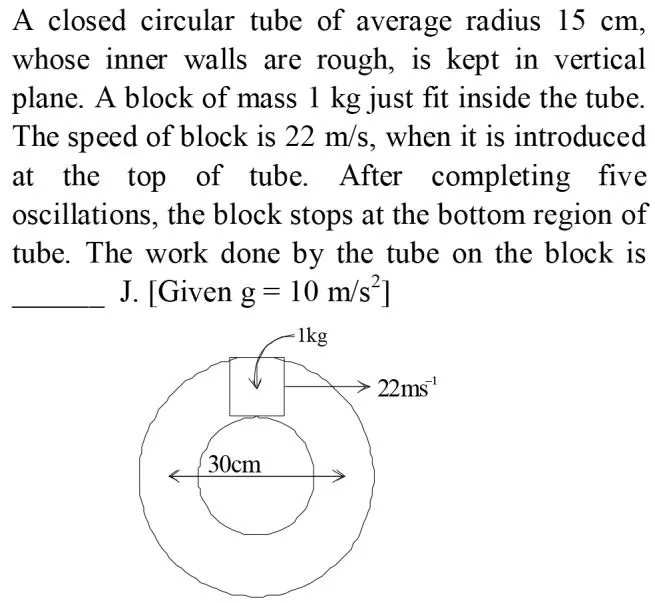 A closed circular tube of average radius 15 cm,
whose inner walls are rough, is kept in vertical
plane. A block of mass 1 kg just fit inside the tube.
The speed of block is 22 m/s, when it is introduced
at the top of tube. After completing five
oscillations, the block stops at the bottom region of
tube. The work done by the tube on the block is
______ J. [Given g = 10 m/s²]
1kg
22ms⁻¹
30cm